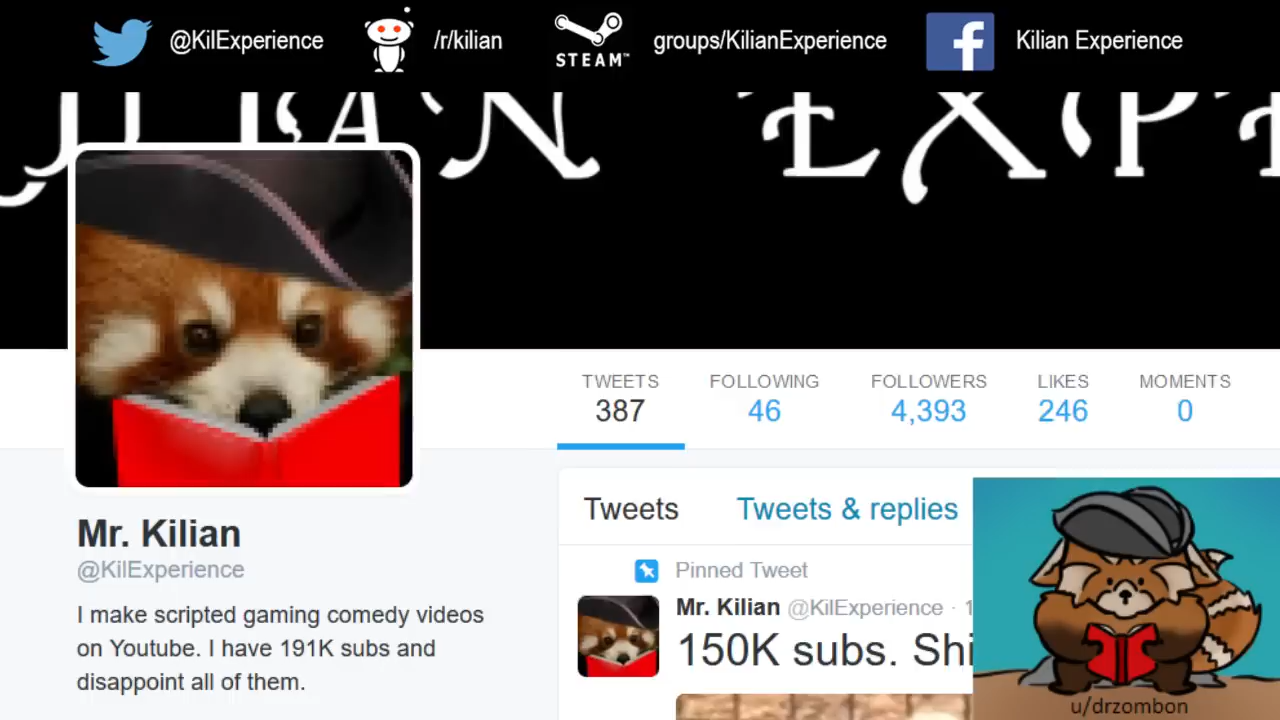 @KilExperience
/r/kilian
STEAM™
groups/KilianExperience
Kilian Experience
TWEETS
387
FOLLOWING
46
FOLLOWERS
4,393
LIKES
246
MOMENTS
0
Mr. Kilian
@KilExperience
I make scripted gaming comedy videos
on Youtube. I have 191K subs and
disappoint all of them.
Tweets
Tweets & replies
Pinned Tweet
Mr. Kilian @KilExperience ·
150K subs.
u/drzombon